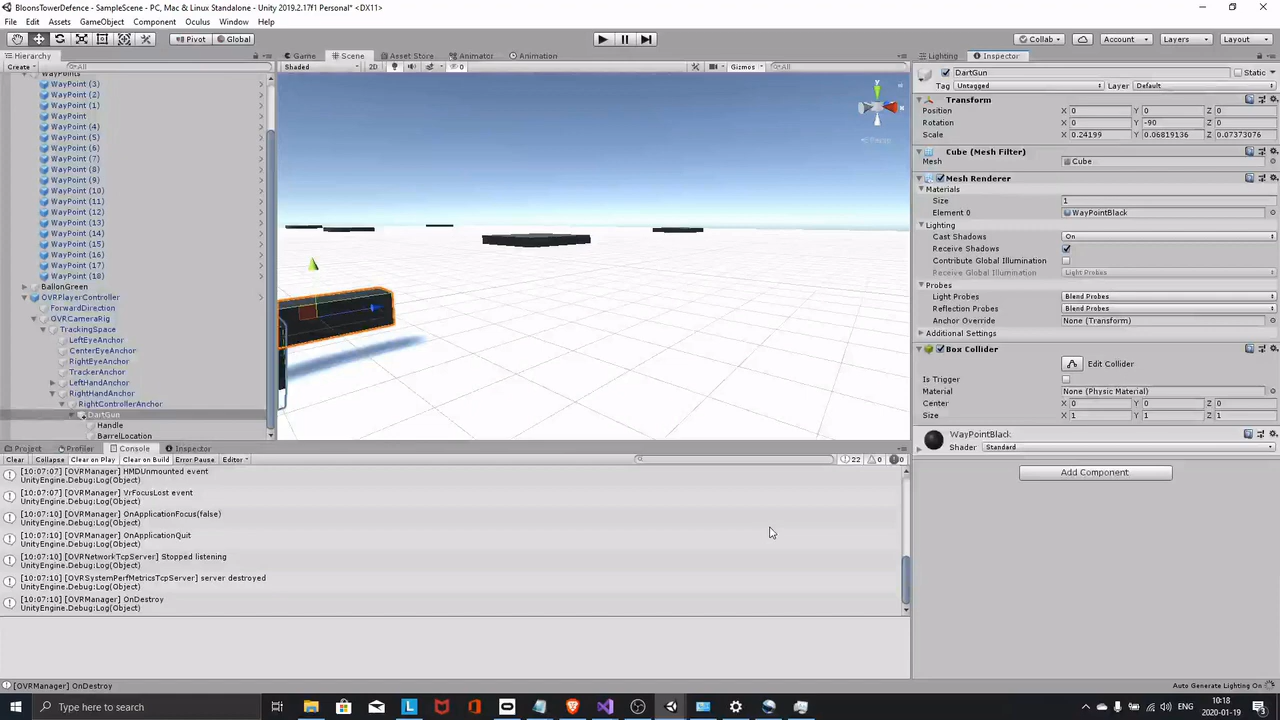 BloonsTowerDefence - SampleScene - PC, Mac & Linux Standalone - Unity 2019.2.17f1 Personal* <DX11>
File Edit Assets GameObject Component Oculus Window Help
Pivot Global Collab Account Layers Layout
Hierarchy Game Scene Asset Store Animator Animation Lighting Inspector
Create All Shaded 2D 0 Gizmos All
DartGun Static
Tag Untagged Layer Default
WayPoints
WayPoint (3)
WayPoint (2)
WayPoint (1)
WayPoint
WayPoint (4)
WayPoint (5)
WayPoint (6)
WayPoint (7)
WayPoint (8)
WayPoint (9)
WayPoint (10)
WayPoint (11)
WayPoint (12)
WayPoint (13)
WayPoint (14)
WayPoint (15)
WayPoint (16)
WayPoint (17)
WayPoint (18)
BallonGreen
OVRPlayerController
ForwardDirection
OVRCameraRig
TrackingSpace
LeftEyeAnchor
CenterEyeAnchor
RightEyeAnchor
TrackerAnchor
LeftHandAnchor
RightHandAnchor
RightControllerAnchor
DartGun
Handle
BarrelLocation
y
Persp
Transform
Position X 0 Y 0 Z 0
Rotation X 0 Y -90 Z 0
Scale X 0.24199 Y 0.06819136 Z 0.07373076
Cube (Mesh Filter)
Mesh Cube
Mesh Renderer
Materials
Size 1
Element 0 WayPointBlack
Lighting
Cast Shadows On
Receive Shadows
Contribute Global Illumination
Receive Global Illumination Light Probes
Probes
Light Probes Blend Probes
Reflection Probes Blend Probes
Anchor Override None (Transform)
Additional Settings
Box Collider
Edit Collider
Is Trigger
Material None (Physic Material)
Center X 0 Y 0 Z 0
Size X 1 Y 1 Z 1
WayPointBlack
Shader Standard
Add Component
Project Profiler Console Inspector
Clear Collapse Clear on Play Clear on Build Error Pause Editor 22 0 0
[10:07:07] [OVRManager] HMDUnmounted event
UnityEngine.Debug:Log(Object)
[10:07:07] [OVRManager] VrFocusLost event
UnityEngine.Debug:Log(Object)
[10:07:10] [OVRManager] OnApplicationFocus(false)
UnityEngine.Debug:Log(Object)
[10:07:10] [OVRManager] OnApplicationQuit
UnityEngine.Debug:Log(Object)
[10:07:10] [OVRNetworkTcpServer] Stopped listening
UnityEngine.Debug:Log(Object)
[10:07:10] [OVRSystemPerfMetricsTcpServer] server destroyed
UnityEngine.Debug:Log(Object)
[10:07:10] [OVRManager] OnDestroy
UnityEngine.Debug:Log(Object)
[OVRManager] OnDestroy
Auto Generate Lighting On
Type here to search
ENG
10:18
2020-01-19